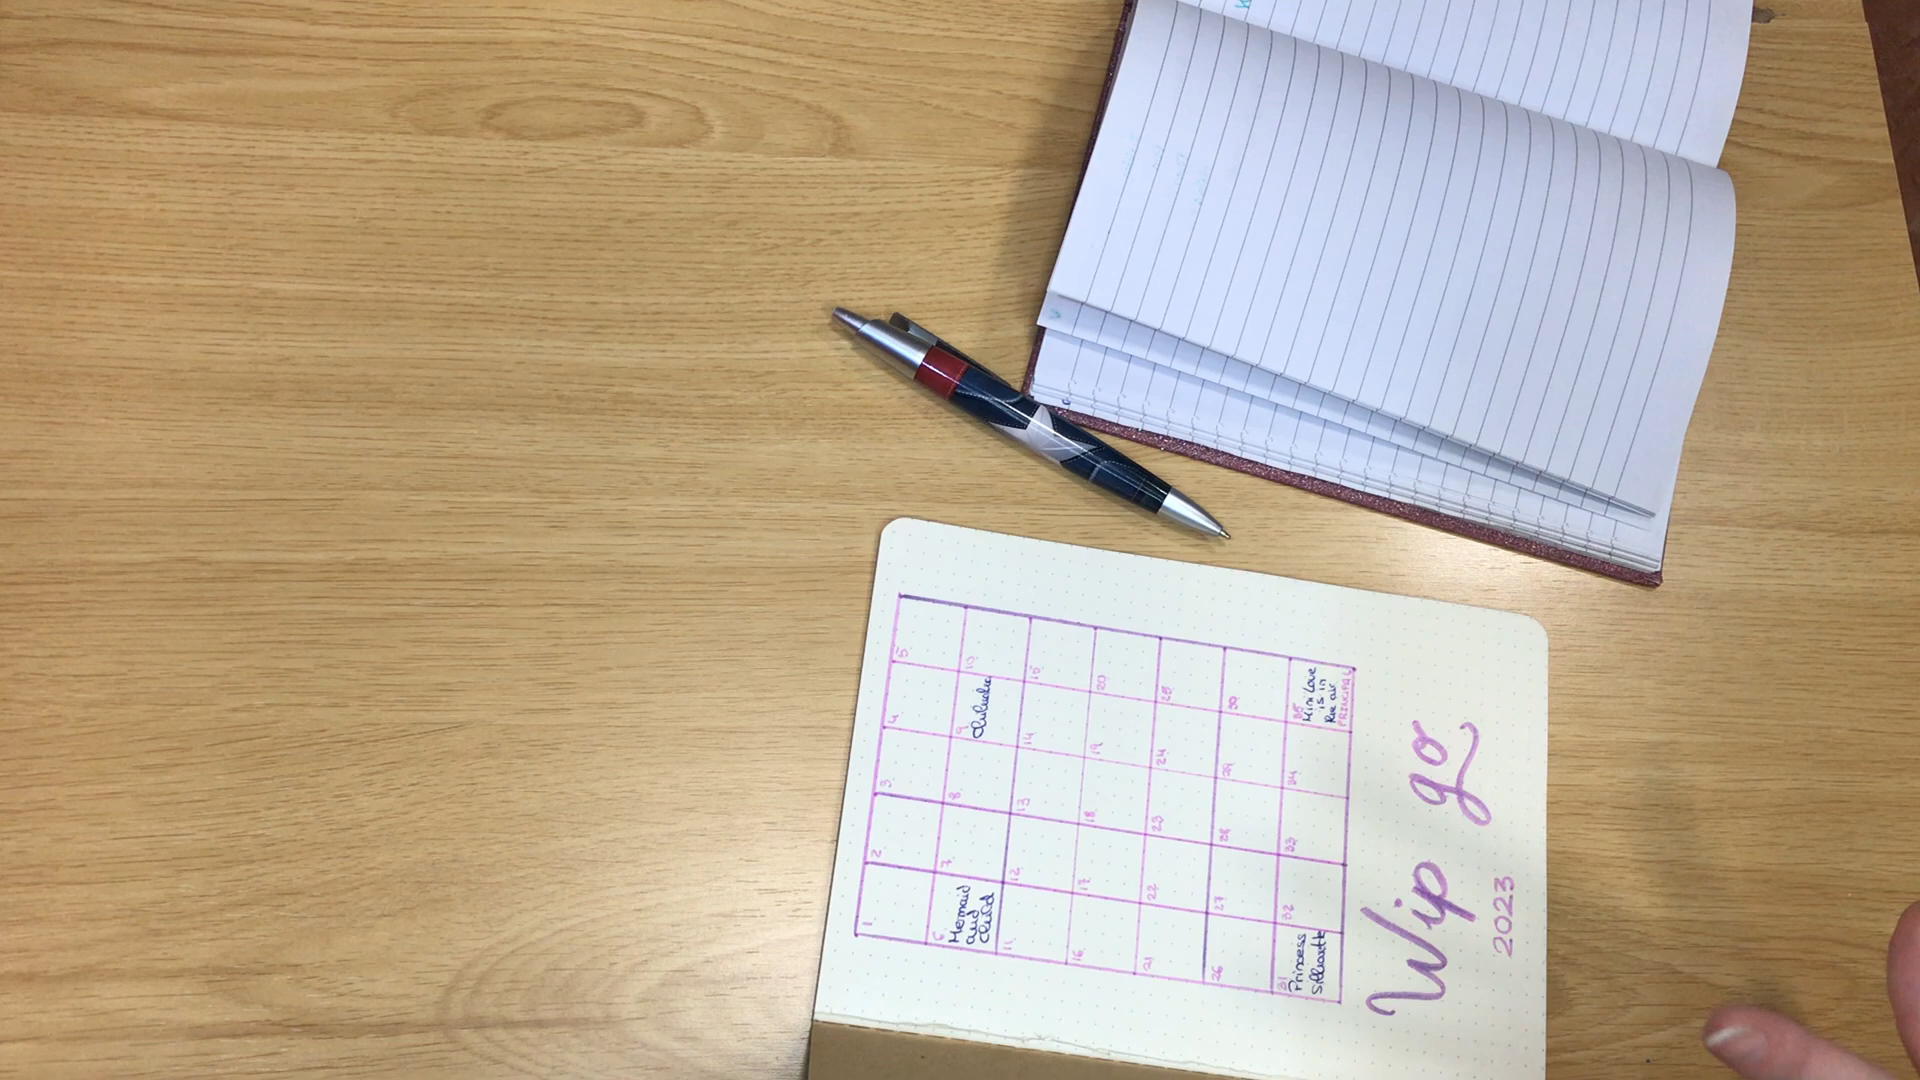 1 2 3 4 5
6 7 8 9 10
Mermaid
and
child
11 12 13 14 15
16 17 18 19 20
21 22 23 24 25
26 27 28 29 30
31 32 33 34 35
Princess
Silhouette
Mini Love
is in
the air
PRINCIPAL
Wip go
2023